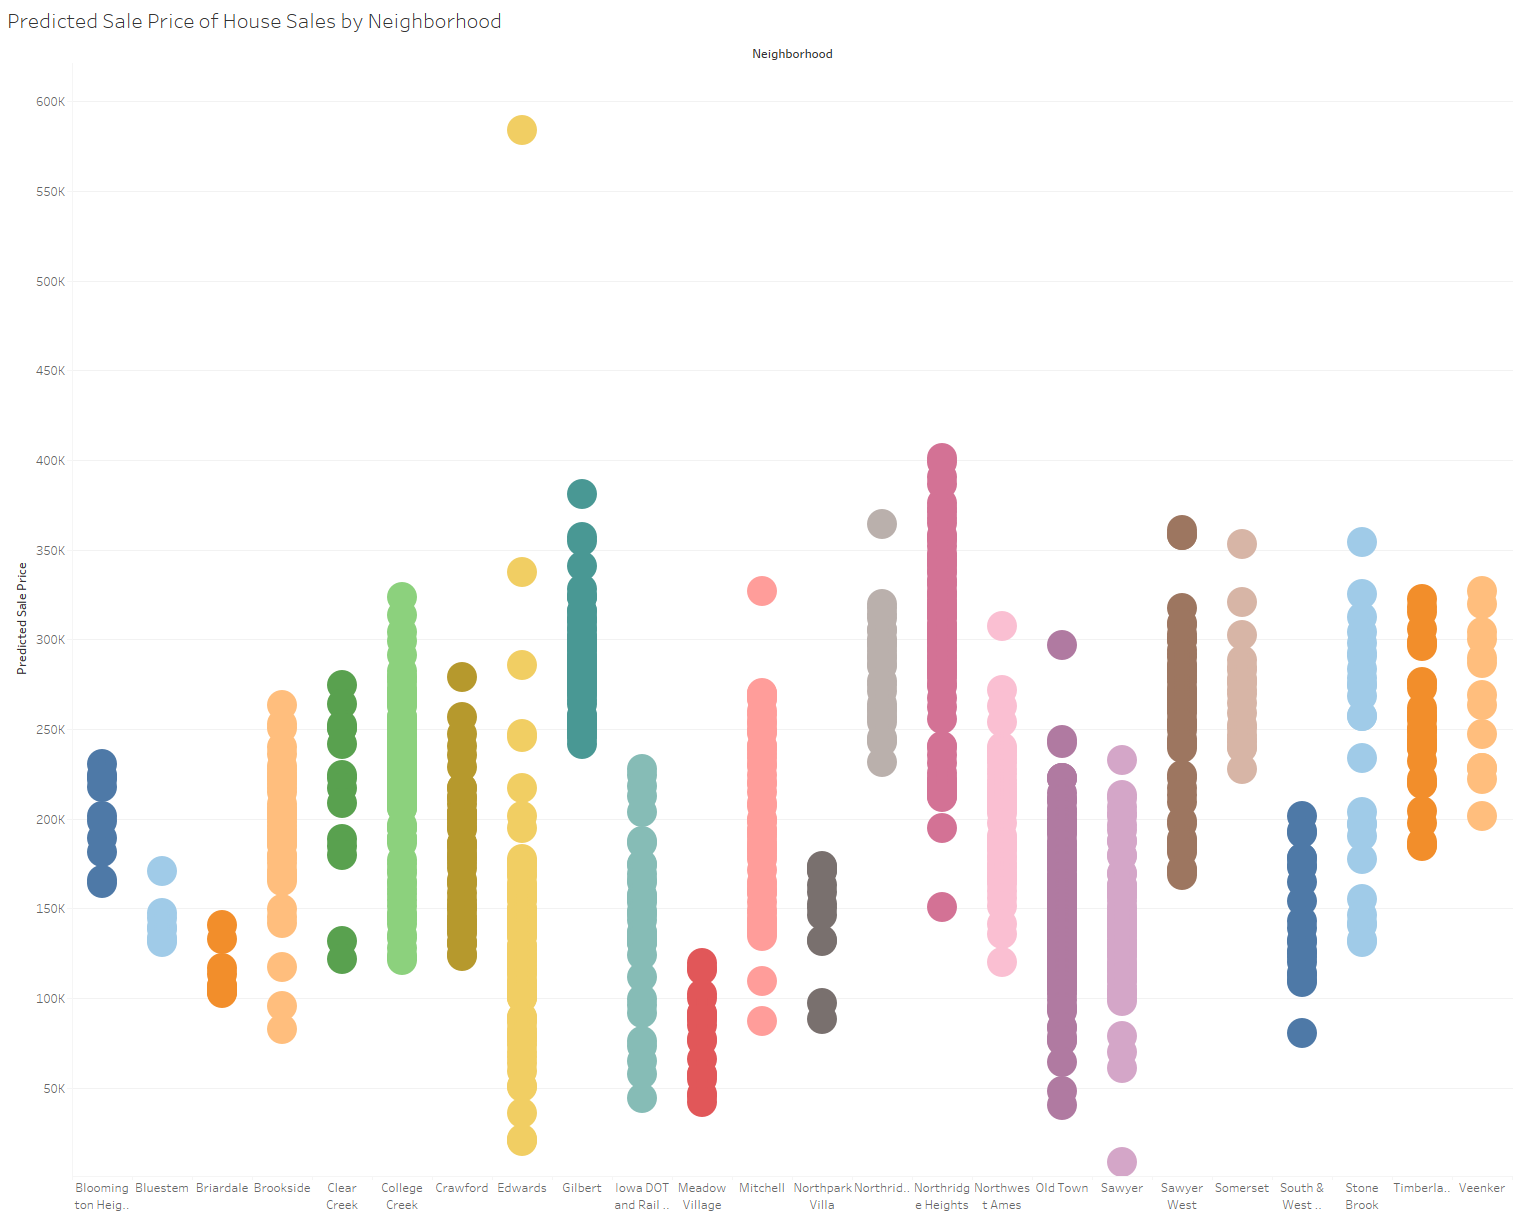 Predicted Sale Price of House Sales by Neighborhood
Neighborhood
600K
550K
500K
450K
400K
350K
300K
250K
200K
150K
100K
50K
Predicted Sale Price
Blooming
ton Heig..
Bluestem
Briardale
Brookside
Clear
Creek
College
Creek
Crawford
Edwards
Gilbert
Iowa DOT
and Rail ..
Meadow
Village
Mitchell
Northpark
Villa
Northrid..
Northridg
e Heights
Northwes
t Ames
Old Town
Sawyer
Sawyer
West
Somerset
South &
West ..
Stone
Brook
Timberla..
Veenker